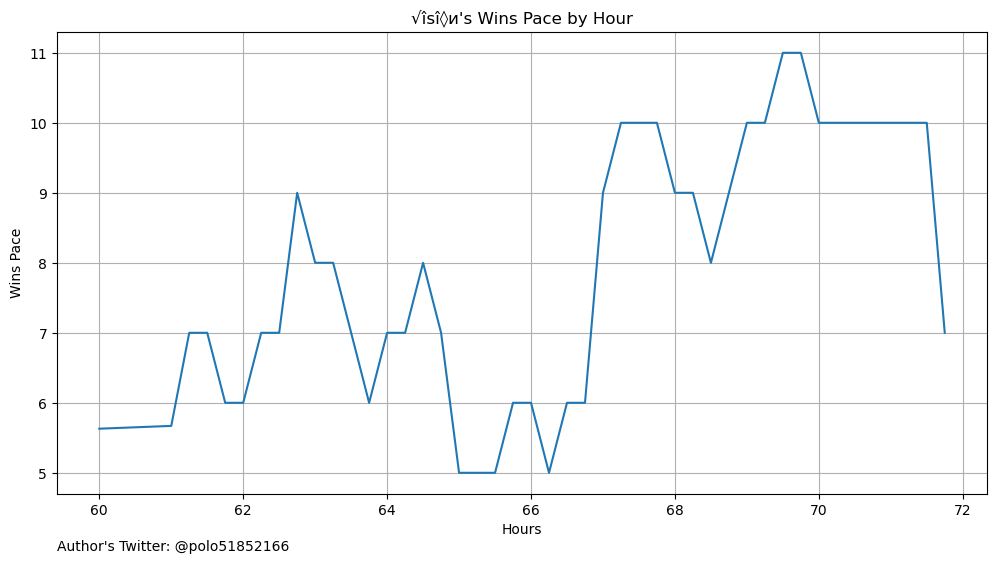 √îsî◊и's Wins Pace by Hour
Wins Pace
11
10
9
8
7
6
5
60 62 64 66 68 70 72
Hours
Author's Twitter: @polo51852166